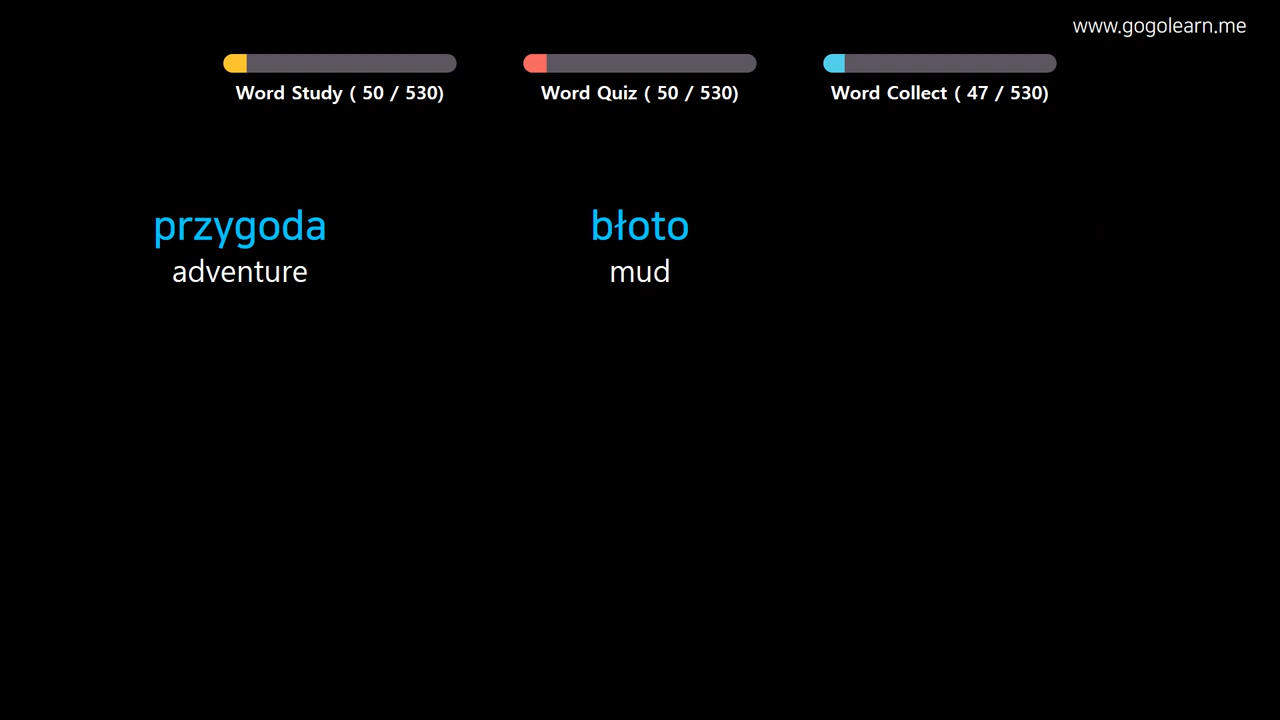 www.gogolearn.me
Word Study ( 50 / 530)
Word Quiz ( 50 / 530)
Word Collect ( 47 / 530)
przygoda
adventure
błoto
mud